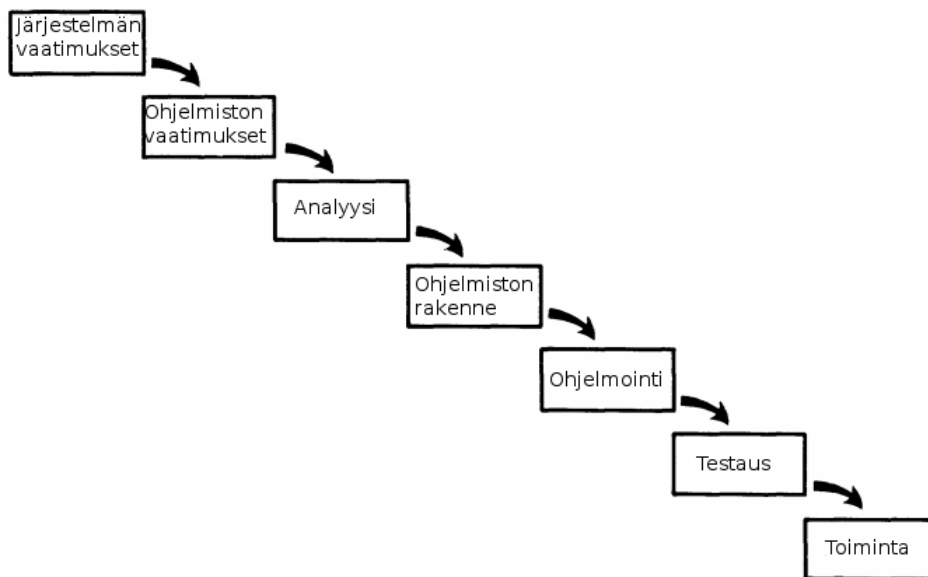 Järjestelmän
vaatimukset
Ohjelmiston
vaatimukset
Analyysi
Ohjelmiston
rakenne
Ohjelmointi
Testaus
Toiminta